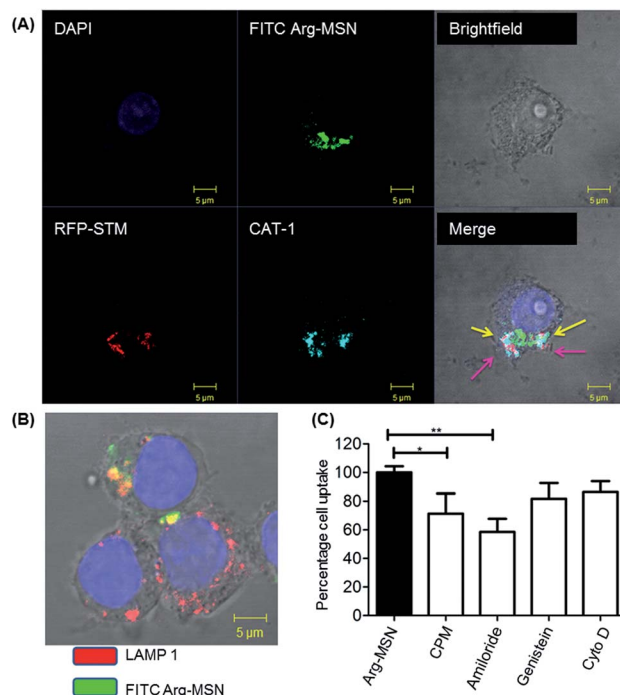 (A)
DAPI
FITC Arg-MSN
Brightfield
5 µm
5 µm
5 µm
RFP-STM
CAT-1
Merge
5 µm
5 µm
5 µm
(B)
5 µm
LAMP 1
FITC Arg-MSN
(C)
**
*
Percentage cell uptake
120
100
80
60
40
20
0
Arg-MSN
CPM
Amiloride
Genistein
Cyto D